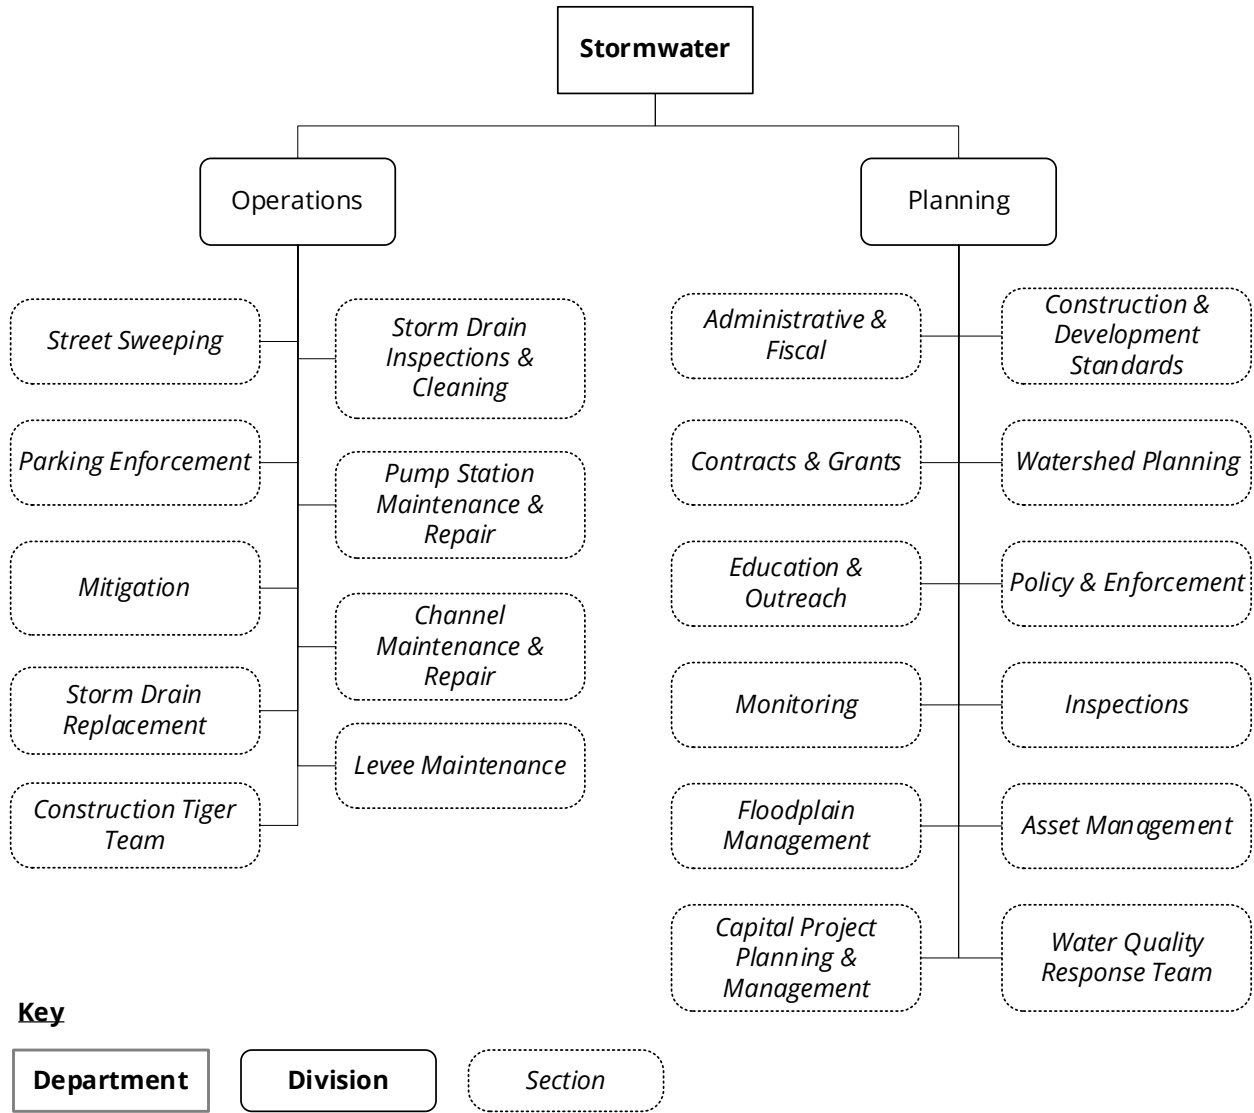 Stormwater
Operations
Planning
Street Sweeping
Parking Enforcement
Mitigation
Storm Drain
Replacement
Construction Tiger
Team
Storm Drain
Inspections &
Cleaning
Pump Station
Maintenance &
Repair
Channel
Maintenance &
Repair
Levee Maintenance
Administrative &
Fiscal
Contracts & Grants
Education &
Outreach
Monitoring
Floodplain
Management
Capital Project
Planning &
Management
Construction &
Development
Standards
Watershed Planning
Policy & Enforcement
Inspections
Asset Management
Water Quality
Response Team
Key
Department
Division
Section